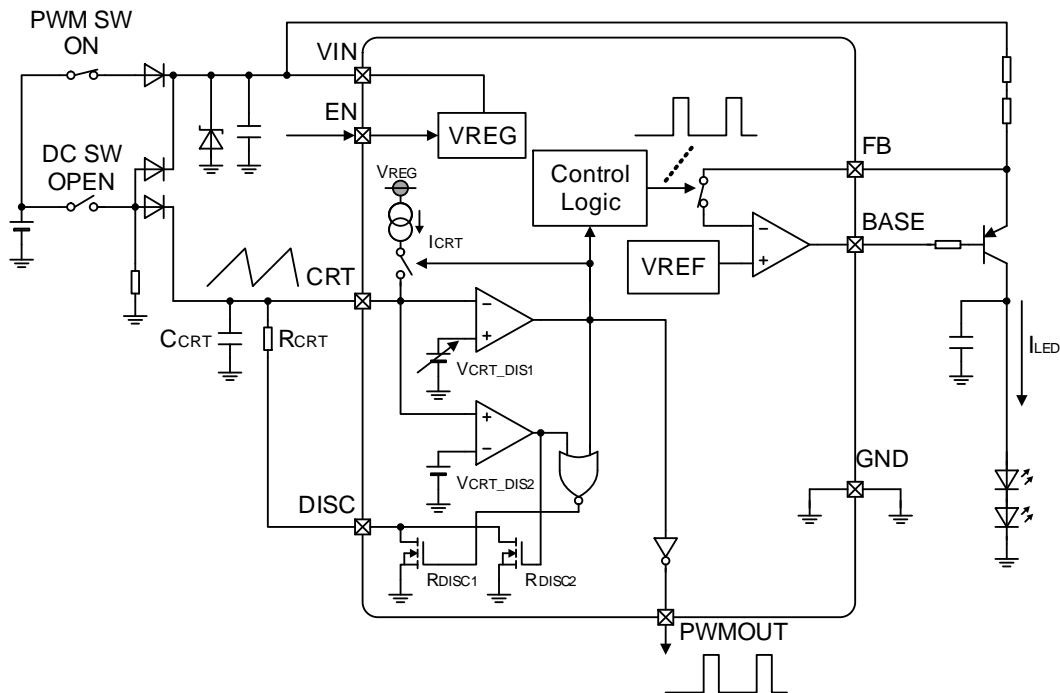 PWM SW
ON
VIN
EN
VREG
DC SW
OPEN
VREG
ICRT
Control
Logic
FB
BASE
VREF
CRT
CCRT
RCRT
VCRT_DIS1
ILED
VCRT_DIS2
GND
DISC
RDISC1
RDISC2
PWMOUT